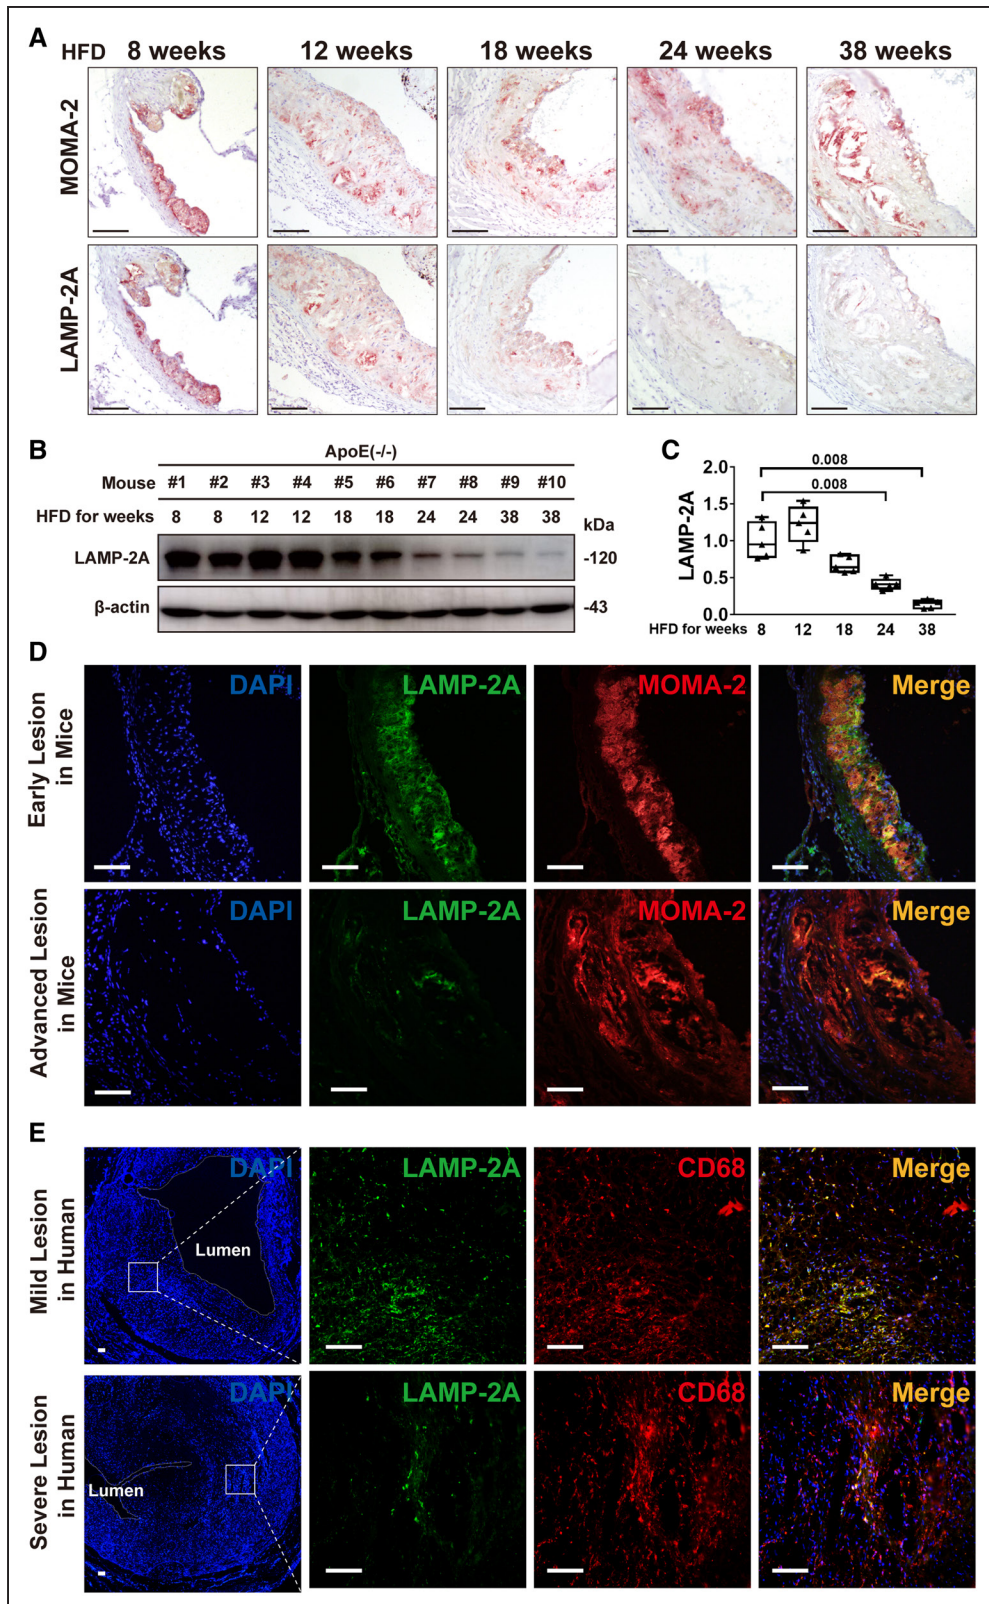 A
HFD 8 weeks 12 weeks 18 weeks 24 weeks 38 weeks
MOMA-2
LAMP-2A
B
ApoE(-/-)
Mouse #1 #2 #3 #4 #5 #6 #7 #8 #9 #10
HFD for weeks 8 8 12 12 18 18 24 24 38 38 kDa
LAMP-2A -120
β-actin -43
C
0.008
0.008
LAMP-2A
2.0
1.5
1.0
0.5
0.0
HFD for weeks 8 12 18 24 38
D
Early Lesion
in Mice
DAPI LAMP-2A MOMA-2 Merge
Advanced Lesion
in Mice
DAPI LAMP-2A MOMA-2 Merge
E
Mild Lesion
in Human
DAPI LAMP-2A CD68 Merge
Lumen
Severe Lesion
in Human
DAPI LAMP-2A CD68 Merge
Lumen